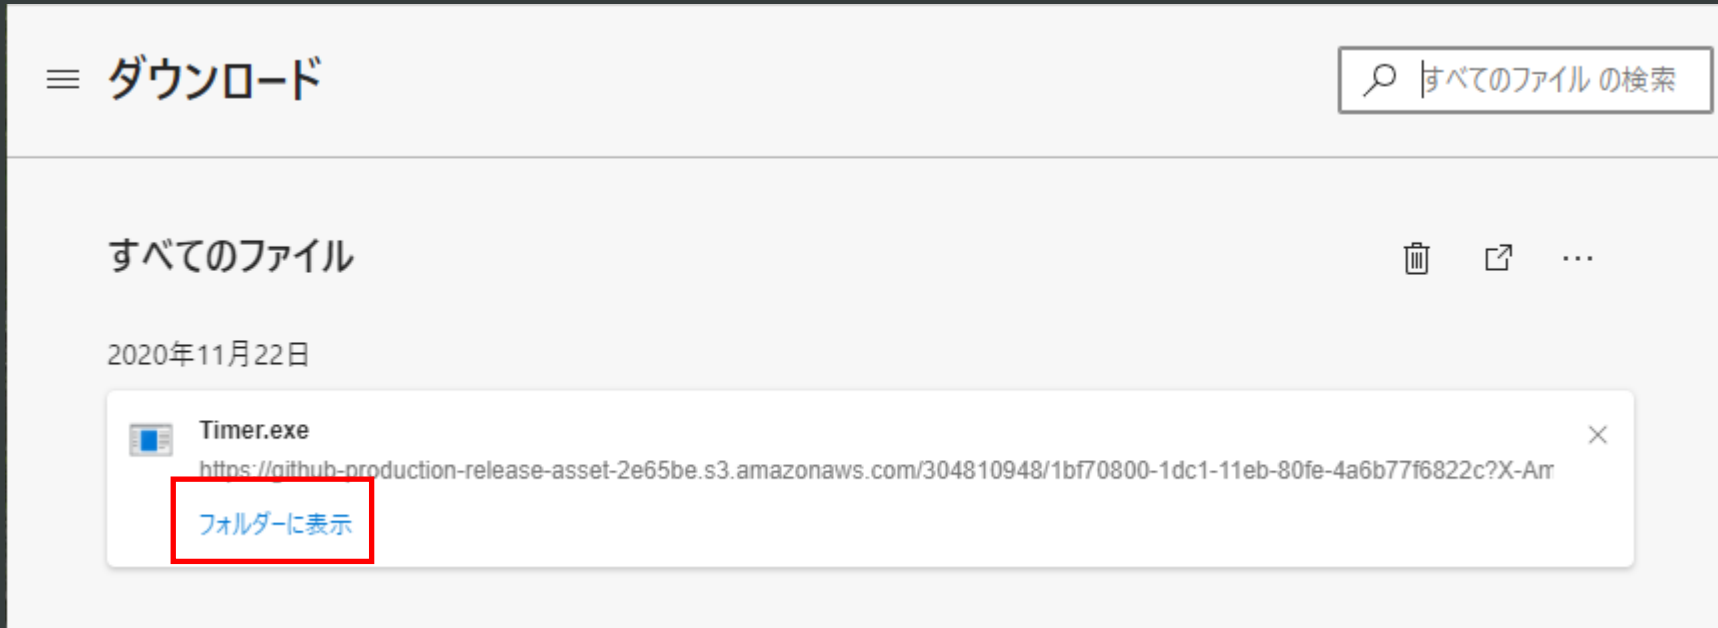 ダウンロード
すべてのファイル の検索
すべてのファイル
2020年11月22日
Timer.exe
https://github-production-release-asset-2e65be.s3.amazonaws.com/304810948/1bf70800-1dc1-11eb-80fe-4a6b77f6822c?X-Am
フォルダーに表示